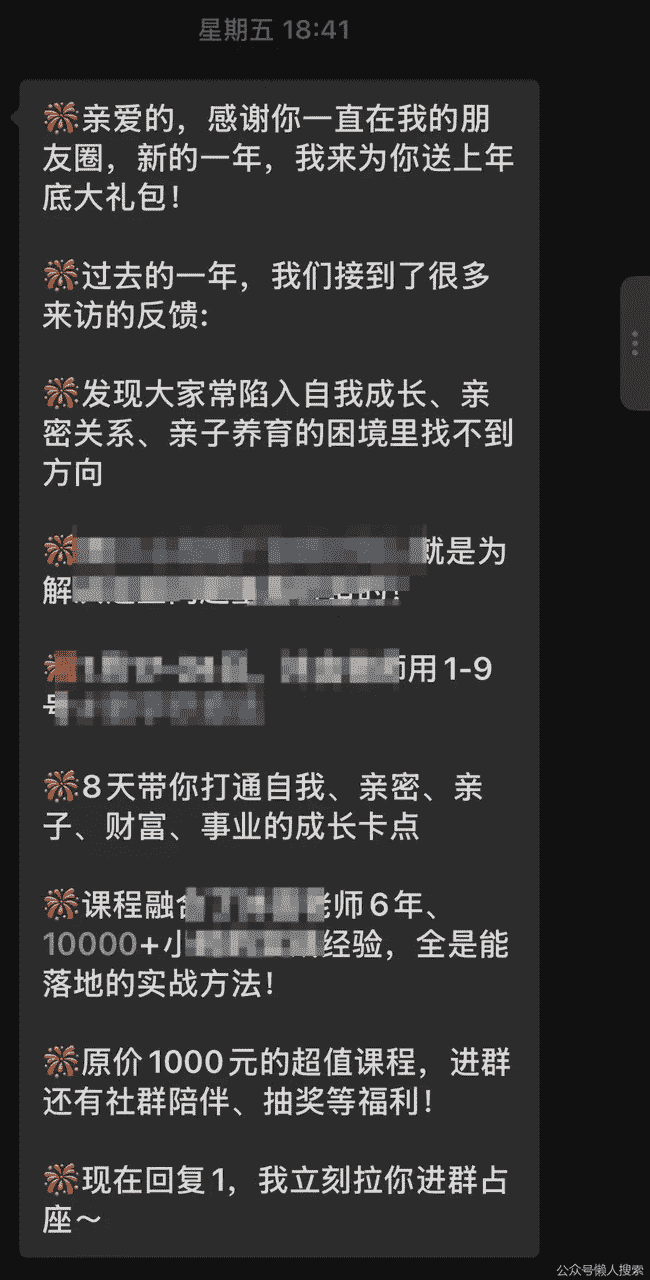 星期五 18:41
亲爱的，感谢你一直在我的朋
友圈，新的一年，我来为你送上年
底大礼包！
过去的一年，我们接到了很多
来访的反馈:
发现大家常陷入自我成长、亲
密关系、亲子养育的困境里找不到
方向
就是为
解
用1-9
号
8天带你打通自我、亲密、亲
子、财富、事业的成长卡点
课程融合 老师6年、
10000+小 经验，全是能
落地的实战方法！
原价1000元的超值课程，进群
还有社群陪伴、抽奖等福利！
现在回复1，我立刻拉你进群占
座～
公众号懒人搜索